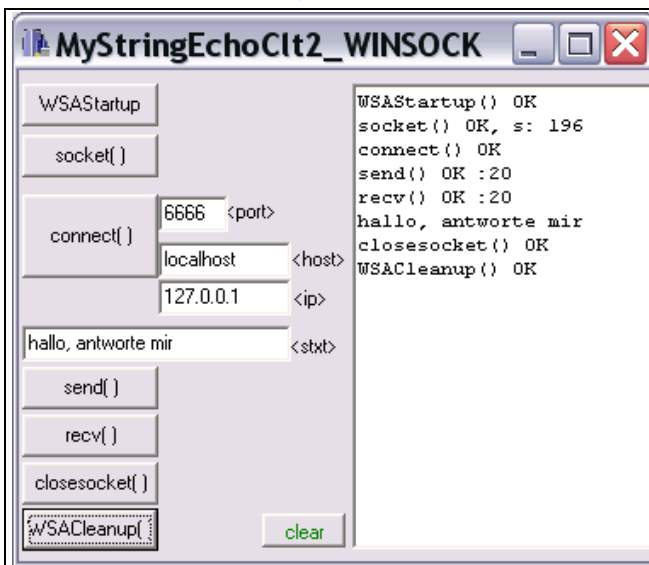 MyStringEchoClt2_WINSOCK
WSAStartup
socket( )
connect( )
6666 <port>
localhost <host>
127.0.0.1 <ip>
hallo, antworte mir <stxt>
send( )
recv( )
closesocket( )
WSACleanup(
clear
WSAStartup() OK
socket() OK, s: 196
connect() OK
send() OK :20
recv() OK :20
hallo, antworte mir
closesocket() OK
WSACleanup() OK